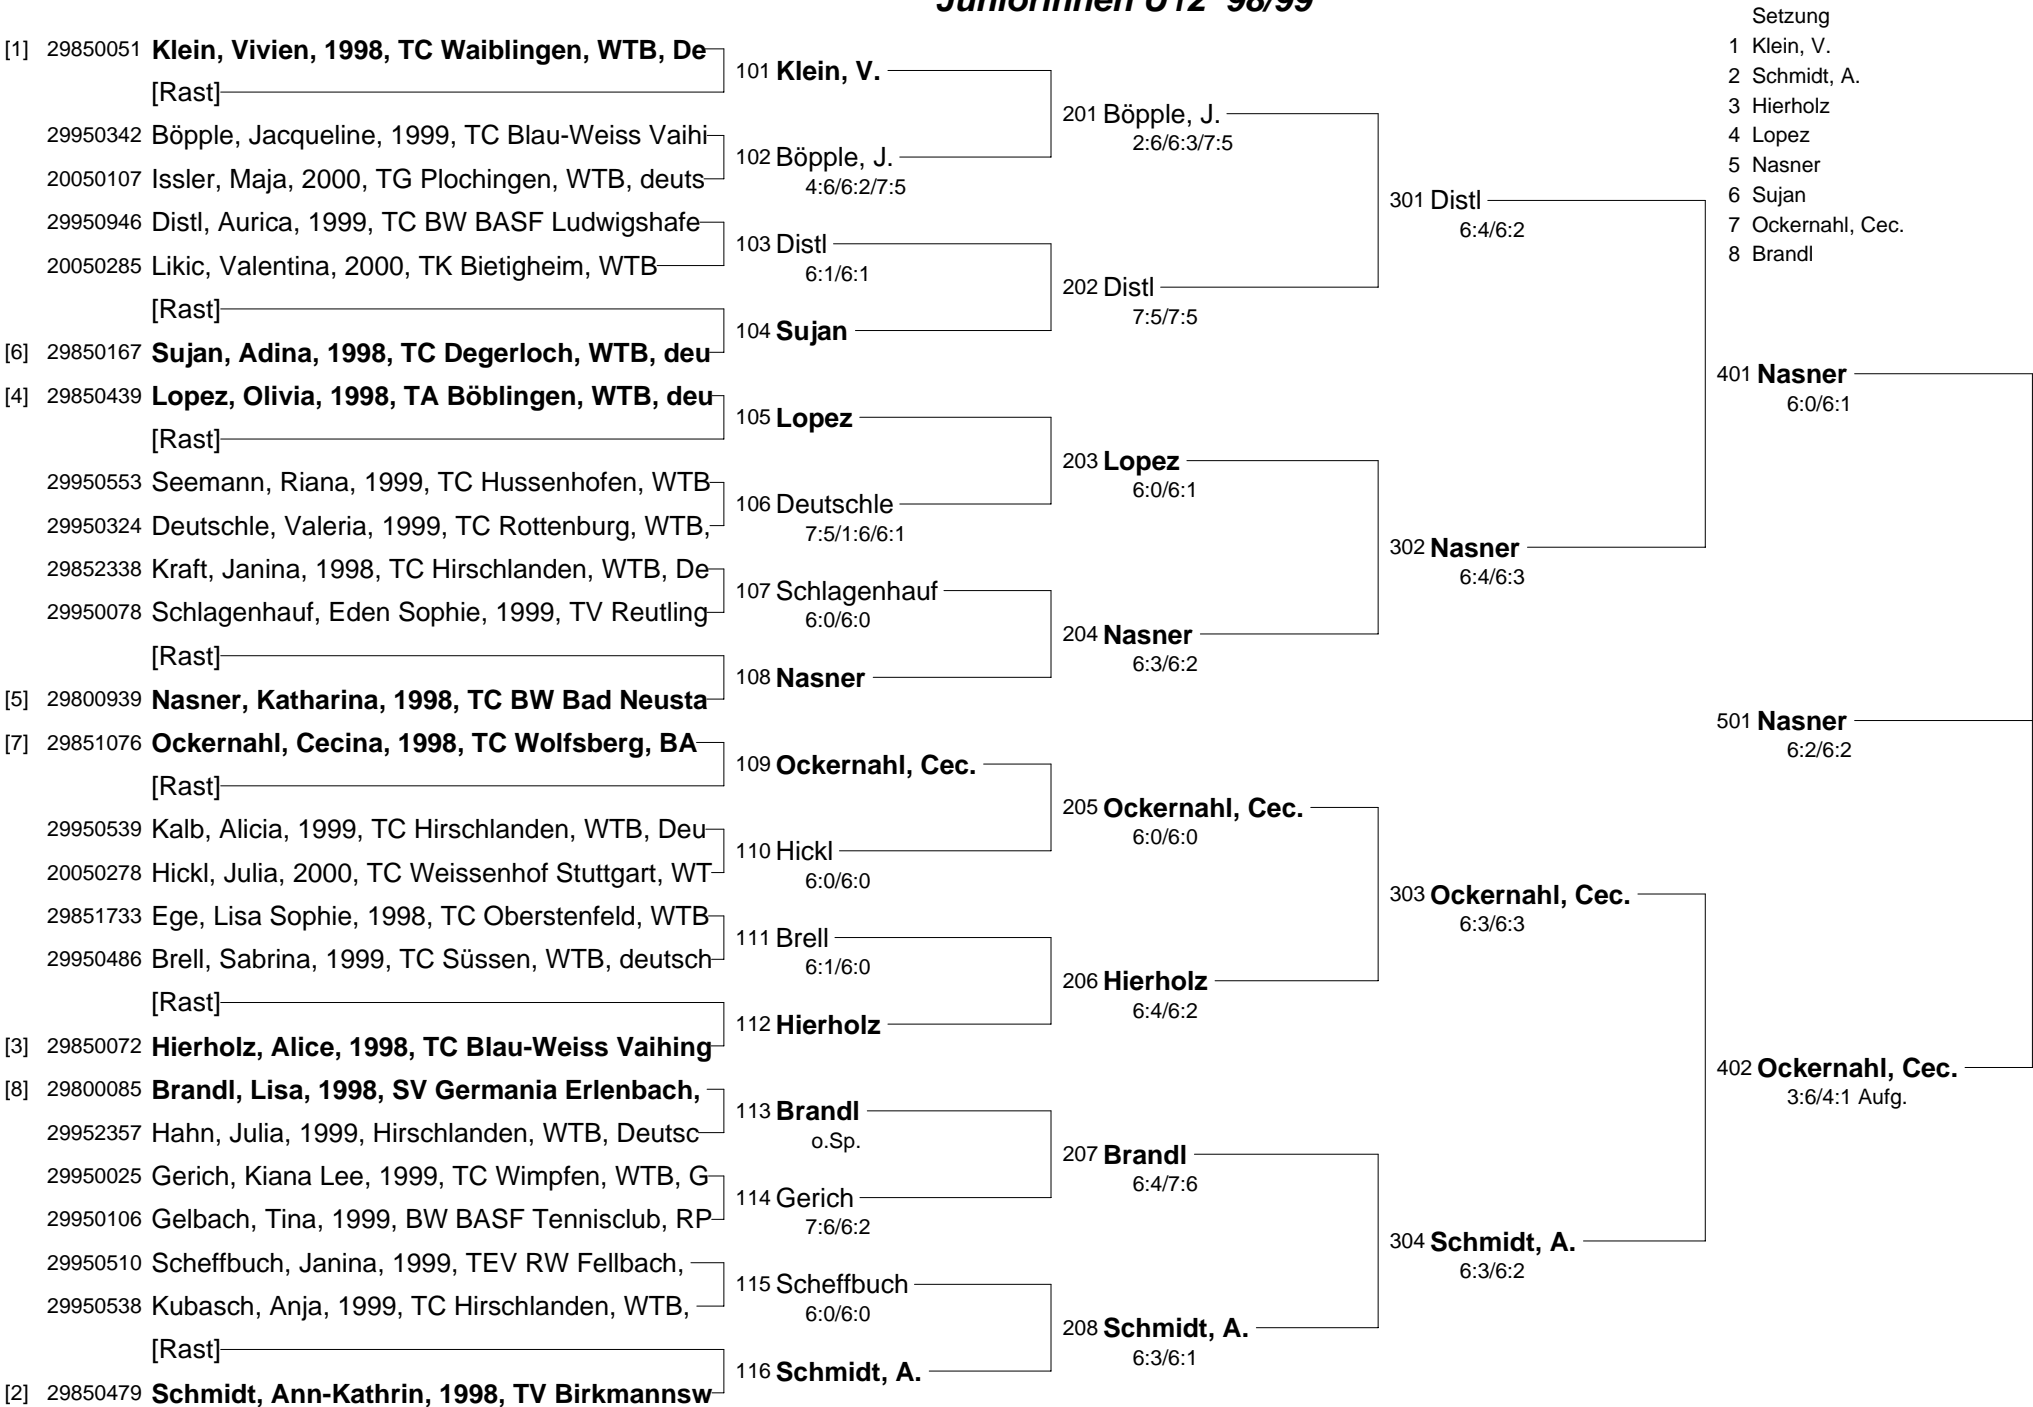 Juniorinnen U12 98/99
Setzung
1 Klein, V.
2 Schmidt, A.
3 Hierholz
4 Lopez
5 Nasner
6 Sujan
7 Ockernahl, Cec.
8 Brandl
[1] 29850051 Klein, Vivien, 1998, TC Waiblingen, WTB, De
[Rast]
29950342 Böpple, Jacqueline, 1999, TC Blau-Weiss Vaihi
20050107 Issler, Maja, 2000, TG Plochingen, WTB, deuts
29950946 Distl, Aurica, 1999, TC BW BASF Ludwigshafe
20050285 Likic, Valentina, 2000, TK Bietigheim, WTB
[Rast]
[6] 29850167 Sujan, Adina, 1998, TC Degerloch, WTB, deu
[4] 29850439 Lopez, Olivia, 1998, TA Böblingen, WTB, deu
[Rast]
29950553 Seemann, Riana, 1999, TC Hussenhofen, WTB
29950324 Deutschle, Valeria, 1999, TC Rottenburg, WTB,
29852338 Kraft, Janina, 1998, TC Hirschlanden, WTB, De
29950078 Schlagenhauf, Eden Sophie, 1999, TV Reutling
[Rast]
[5] 29800939 Nasner, Katharina, 1998, TC BW Bad Neusta
[7] 29851076 Ockernahl, Cecina, 1998, TC Wolfsberg, BA
[Rast]
29950539 Kalb, Alicia, 1999, TC Hirschlanden, WTB, Deu
20050278 Hickl, Julia, 2000, TC Weissenhof Stuttgart, WT
29851733 Ege, Lisa Sophie, 1998, TC Oberstenfeld, WTB
29950486 Brell, Sabrina, 1999, TC Süssen, WTB, deutsch
[Rast]
[3] 29850072 Hierholz, Alice, 1998, TC Blau-Weiss Vaihing
[8] 29800085 Brandl, Lisa, 1998, SV Germania Erlenbach,
29952357 Hahn, Julia, 1999, Hirschlanden, WTB, Deutsc
29950025 Gerich, Kiana Lee, 1999, TC Wimpfen, WTB, G
29950106 Gelbach, Tina, 1999, BW BASF Tennisclub, RP
29950510 Scheffbuch, Janina, 1999, TEV RW Fellbach,
29950538 Kubasch, Anja, 1999, TC Hirschlanden, WTB,
[Rast]
[2] 29850479 Schmidt, Ann-Kathrin, 1998, TV Birkmannsw
101 Klein, V.
102 Böpple, J.
4:6/6:2/7:5
103 Distl
6:1/6:1
104 Sujan
105 Lopez
106 Deutschle
7:5/1:6/6:1
107 Schlagenhauf
6:0/6:0
108 Nasner
109 Ockernahl, Cec.
110 Hickl
6:0/6:0
111 Brell
6:1/6:0
112 Hierholz
113 Brandl
o.Sp.
114 Gerich
7:6/6:2
115 Scheffbuch
6:0/6:0
116 Schmidt, A.
201 Böpple, J.
2:6/6:3/7:5
202 Distl
7:5/7:5
203 Lopez
6:0/6:1
204 Nasner
6:3/6:2
205 Ockernahl, Cec.
6:0/6:0
206 Hierholz
6:4/6:2
207 Brandl
6:4/7:6
208 Schmidt, A.
6:3/6:1
301 Distl
6:4/6:2
302 Nasner
6:4/6:3
303 Ockernahl, Cec.
6:3/6:3
304 Schmidt, A.
6:3/6:2
401 Nasner
6:0/6:1
501 Nasner
6:2/6:2
402 Ockernahl, Cec.
3:6/4:1 Aufg.